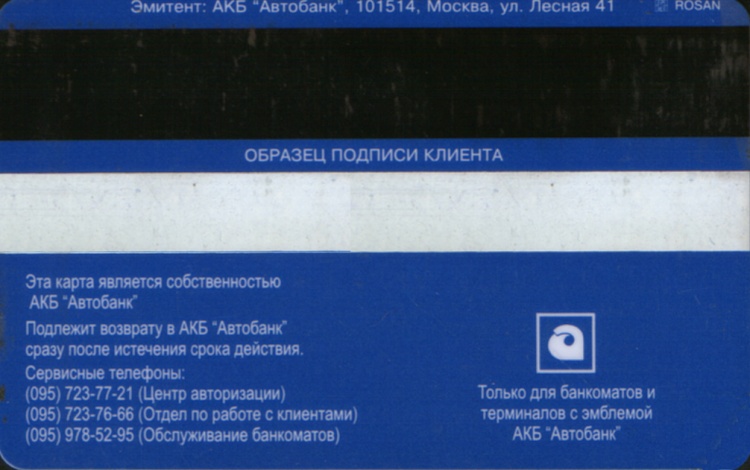 Эмитент: АКБ "Автобанк", 101514, Москва, ул. Лесная 41 ROSAN
ОБРАЗЕЦ ПОДПИСИ КЛИЕНТА
Эта карта является собственностью
АКБ "Автобанк"
Подлежит возврату в АКБ "Автобанк"
сразу после истечения срока действия.
Сервисные телефоны:
(095) 723-77-21 (Центр авторизации)
(095) 723-76-66 (Отдел по работе с клиентами)
(095) 978-52-95 (Обслуживание банкоматов)
Только для банкоматов и
терминалов с эмблемой
АКБ "Автобанк"